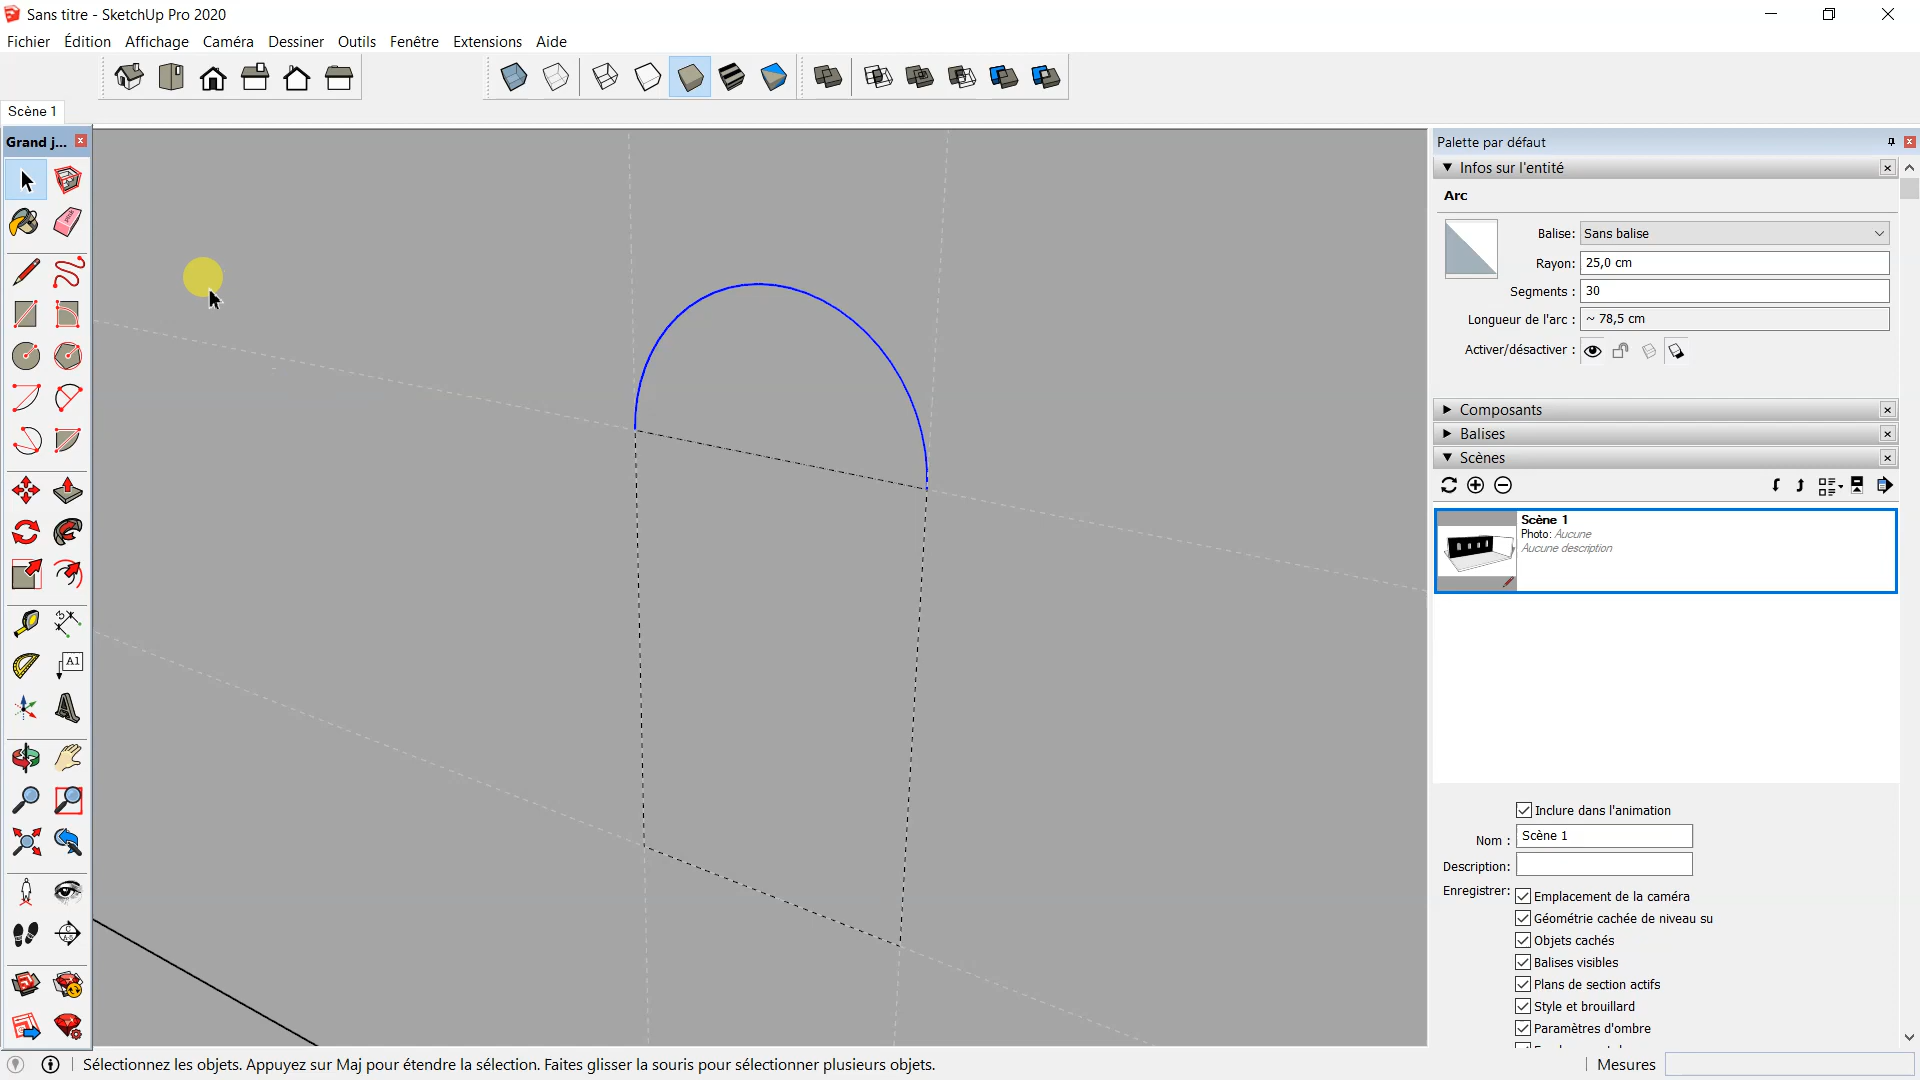 Sans titre - SketchUp Pro 2020
Fichier Édition Affichage Caméra Dessiner Outils Fenêtre Extensions Aide
Scène 1
Grand j...
A1
Palette par défaut
Infos sur l'entité
Arc
Balise: Sans balise
Rayon: 25,0 cm
Segments : 30
Longueur de l'arc : ~ 78,5 cm
Activer/désactiver :
Composants
Balises
Scènes
Scène 1
Photo: Aucune
Aucune description
Inclure dans l'animation
Nom : Scène 1
Description:
Enregistrer: Emplacement de la caméra
Géométrie cachée de niveau su
Objets cachés
Balises visibles
Plans de section actifs
Style et brouillard
Paramètres d'ombre
Sélectionnez les objets. Appuyez sur Maj pour étendre la sélection. Faites glisser la souris pour sélectionner plusieurs objets.
Mesures